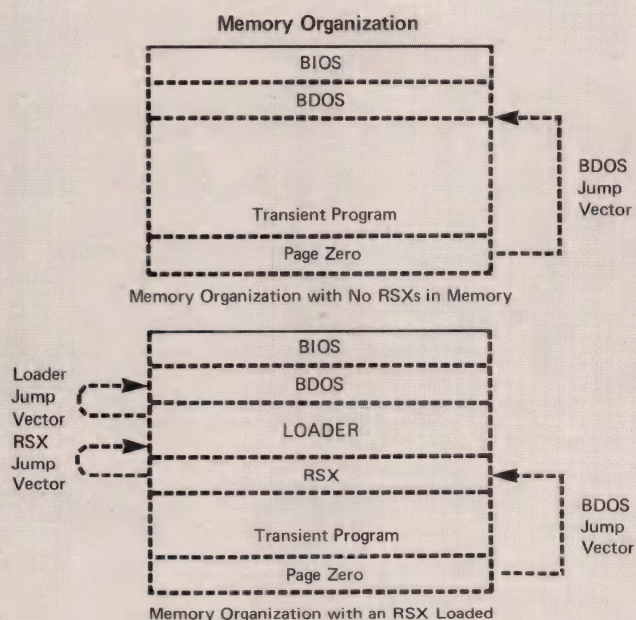 Memory Organization
BIOS
BDOS
BDOS
Jump
Vector
Transient Program
Page Zero
Memory Organization with No RSXs in Memory
BIOS
Loader
Jump
Vector
BDOS
LOADER
RSX
Jump
Vector
RSX
BDOS
Jump
Vector
Transient Program
Page Zero
Memory Organization with an RSX Loaded